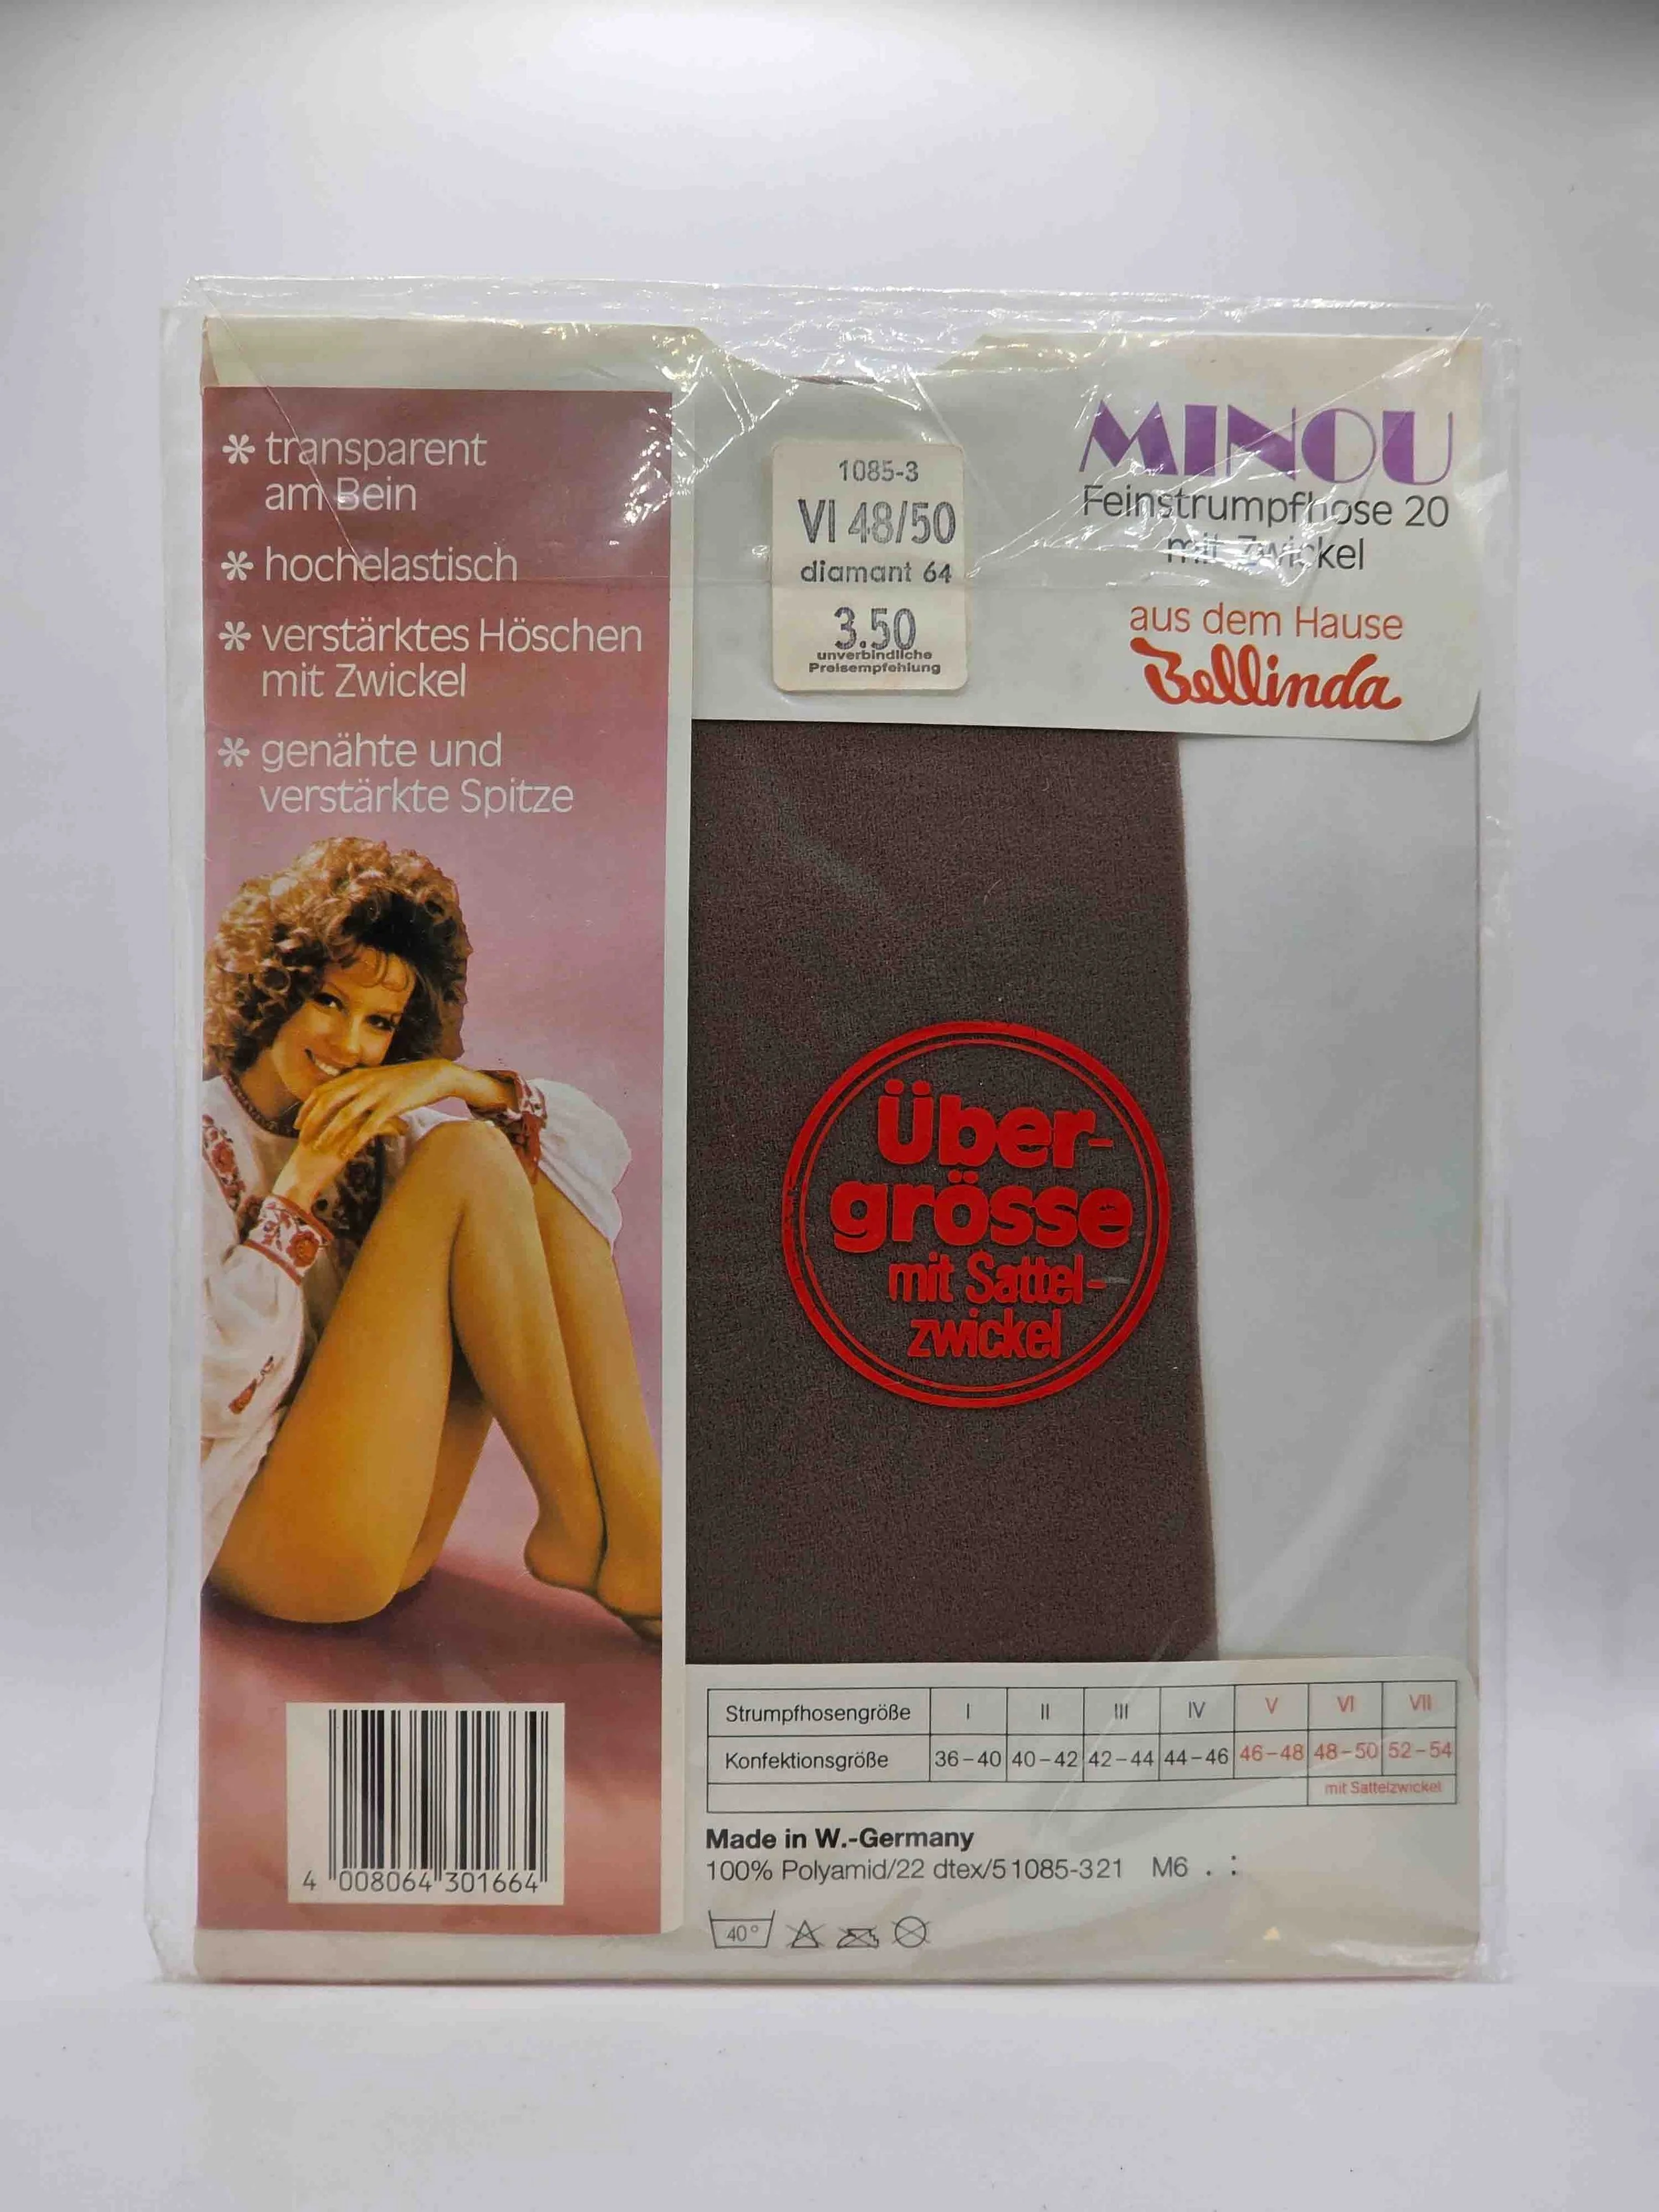 * transparent
am Bein
* hochelastisch
* verstärktes Höschen
mit Zwickel
* genähte und
verstärkte Spitze
4 008064 301664
1085-3
VI 48/50
diamant 64
3.50
unverbindliche
Preisempfehlung
MINOU
Feinstrumpfhose 20
mit Zwickel
aus dem Hause
Bellinda
Über-
grösse
mit Sattel-
zwickel
Strumpfhosengröße I II III IV V VI VII
Konfektionsgröße 36–40 40–42 42–44 44–46 46–48 48–50 52–54
mit Sattelzwickel
Made in W.-Germany
100% Polyamid/22 dtex/51085-321 M6 . :
40°